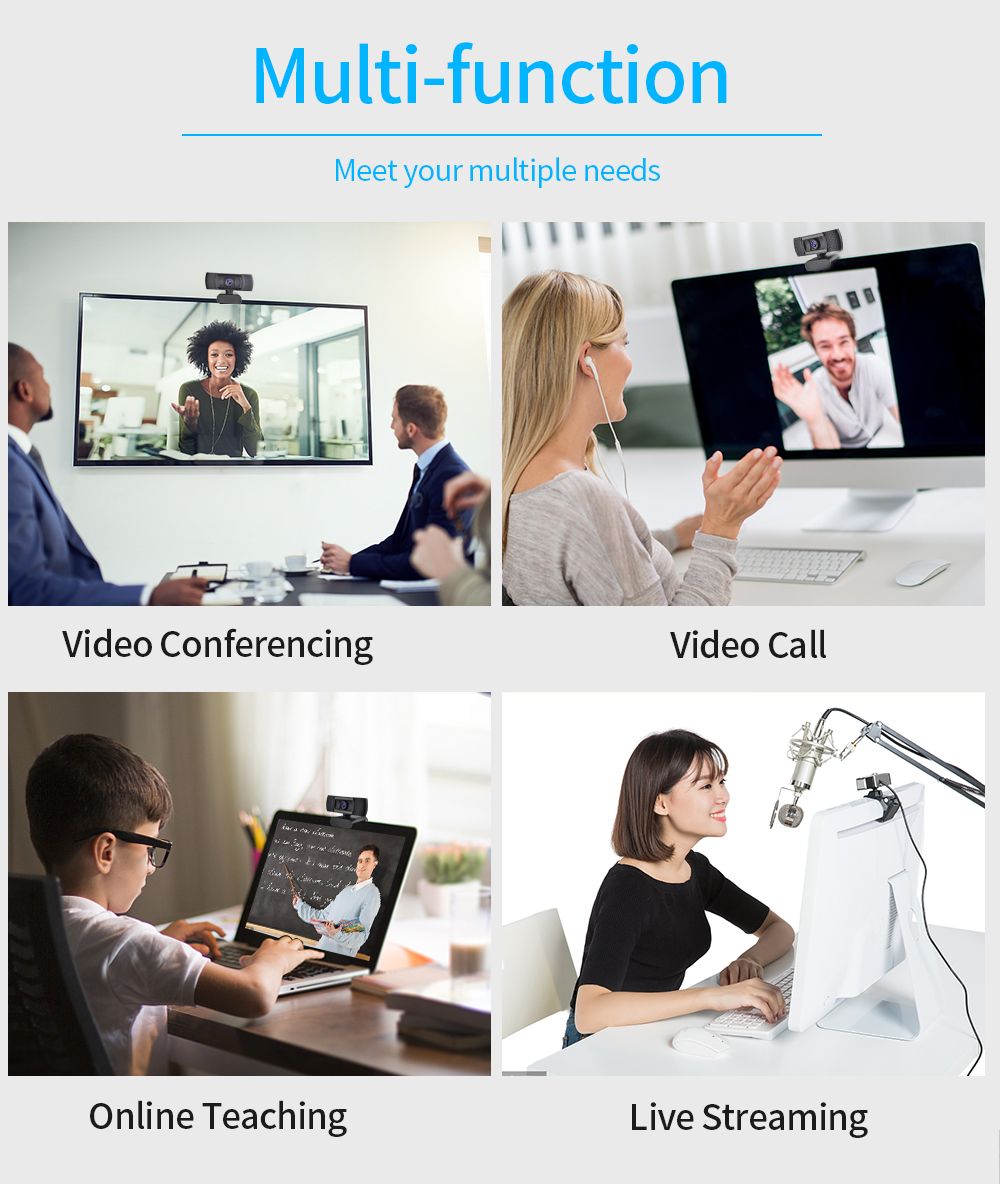 Multi-function
Meet your multiple needs
Video Conferencing
Video Call
Online Teaching
Live Streaming